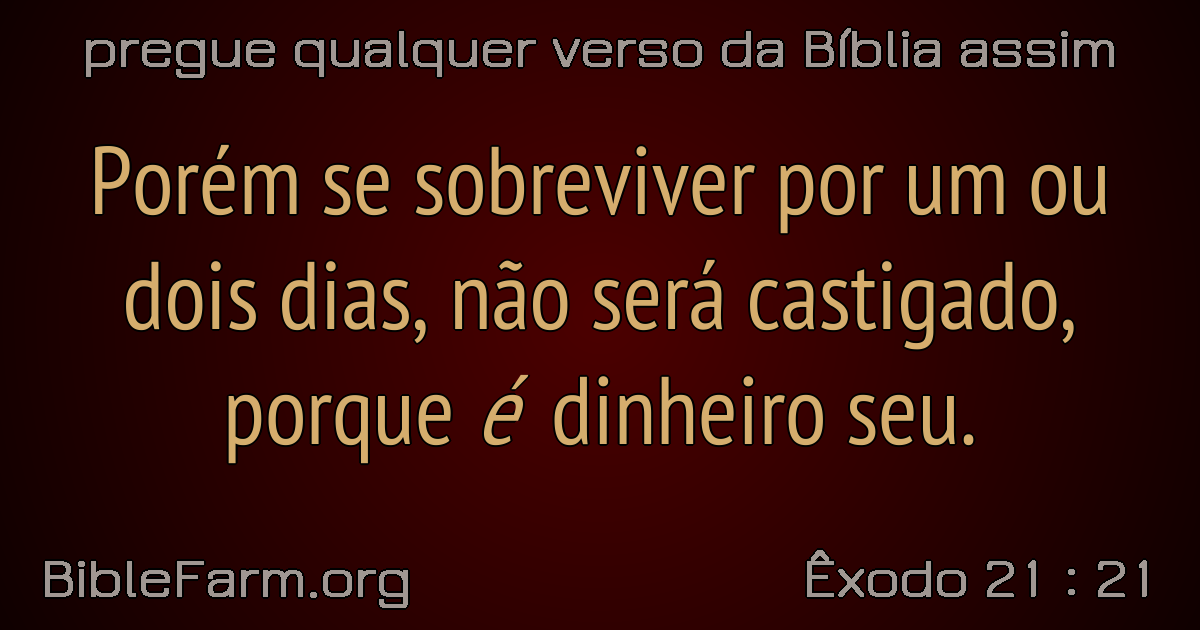 pregue qualquer verso da Bíblia assim
Porém se sobreviver por um ou
dois dias, não será castigado,
porque é dinheiro seu.
BibleFarm.org
Êxodo 21 : 21